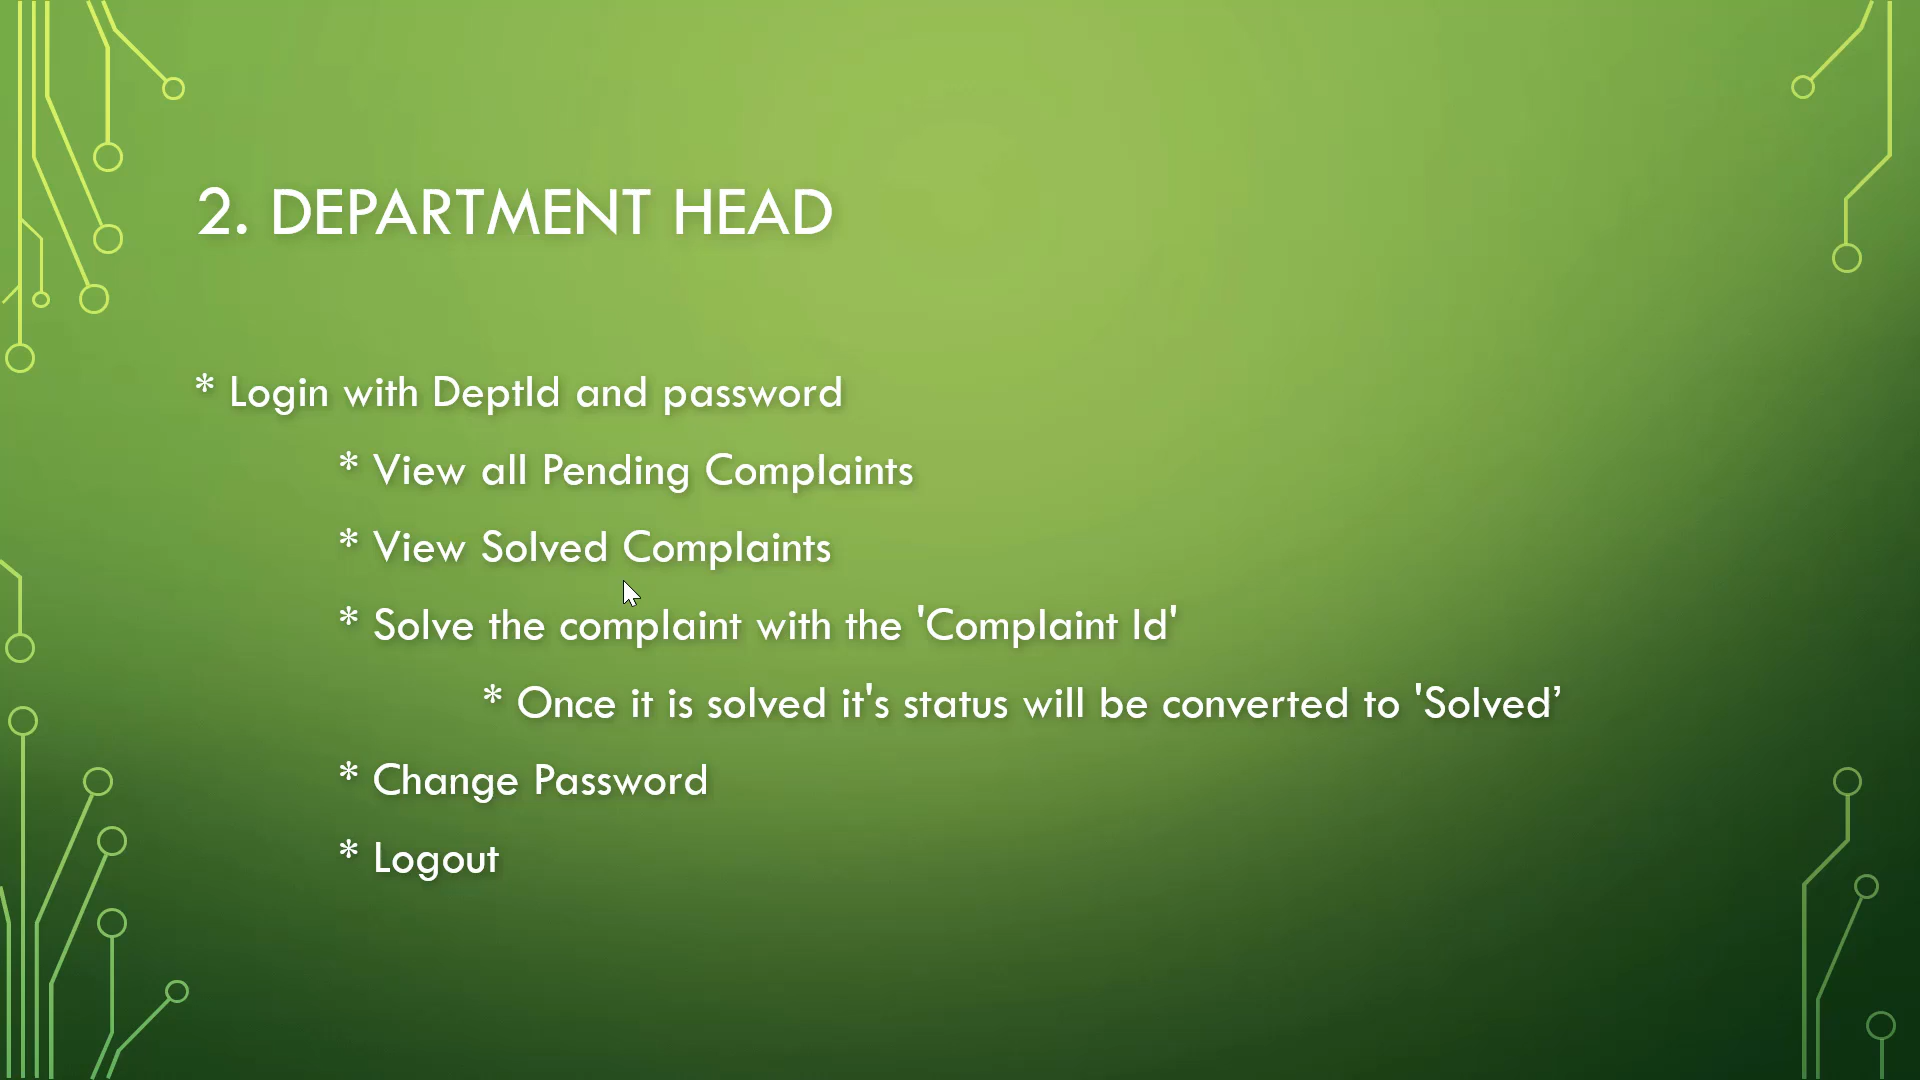 2. DEPARTMENT HEAD
* Login with DeptId and password
* View all Pending Complaints
* View Solved Complaints
* Solve the complaint with the 'Complaint Id'
* Once it is solved it's status will be converted to 'Solved’
* Change Password
* Logout